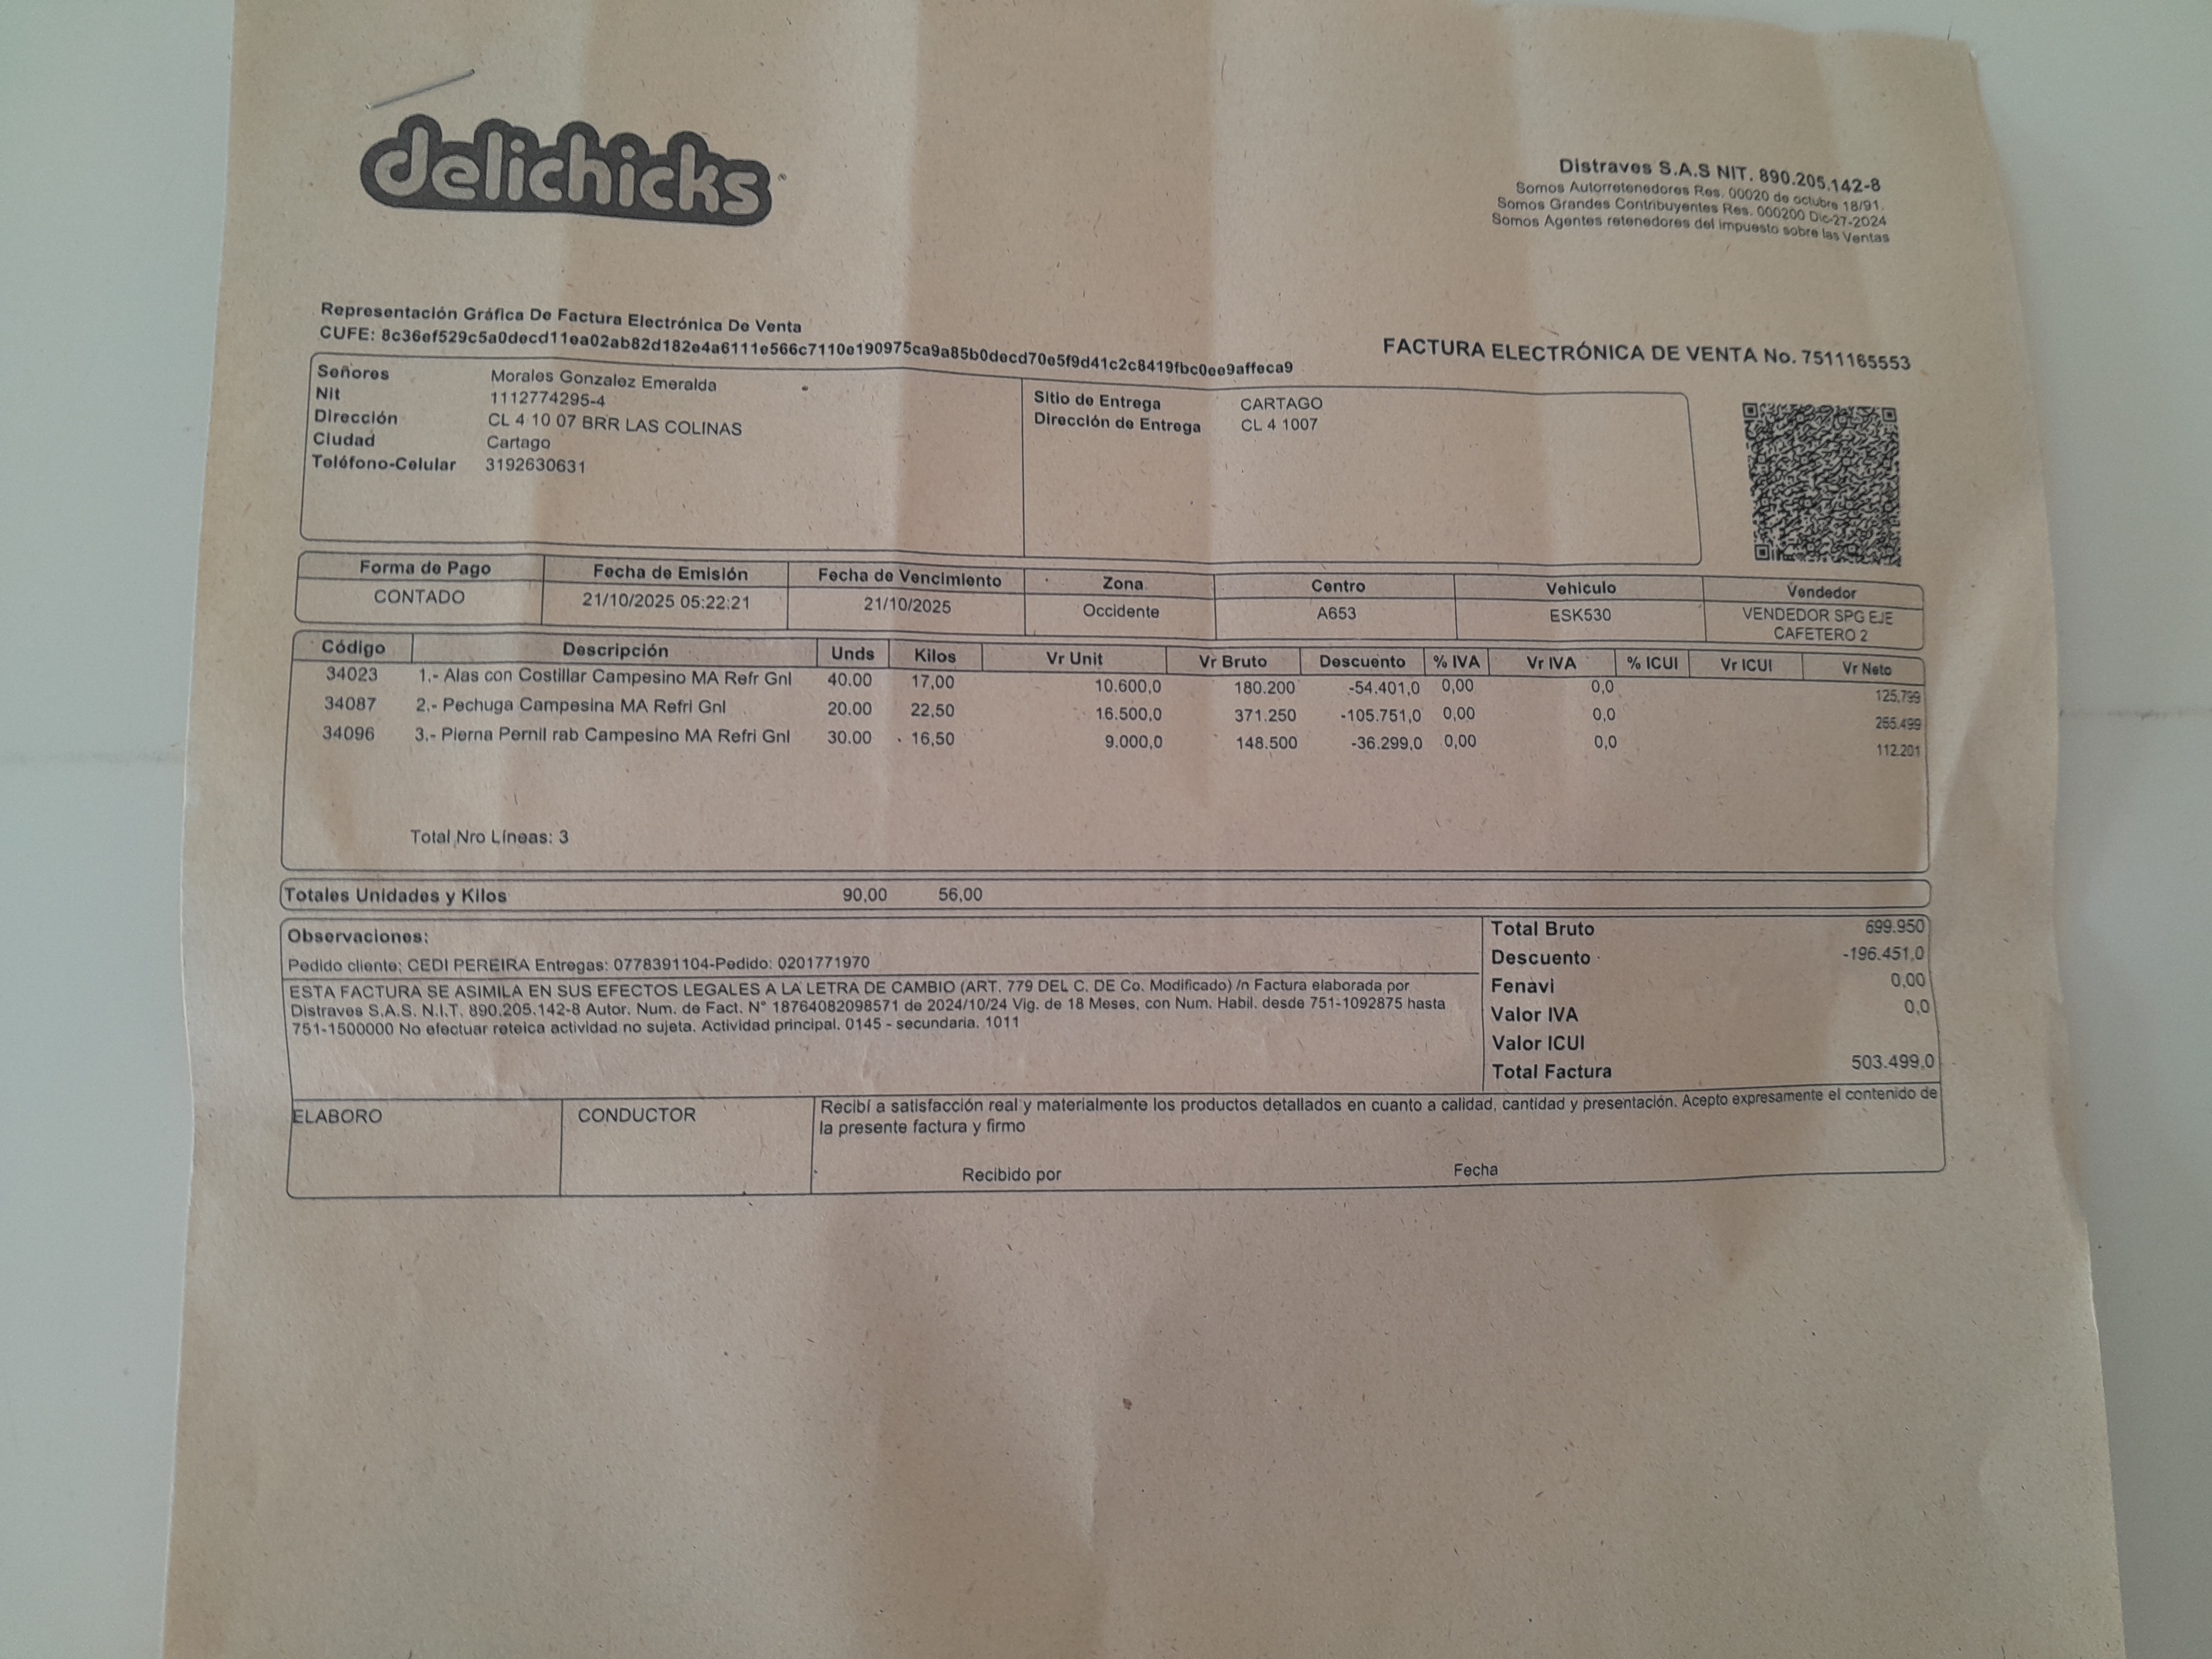 delichicks
Distraves S.A.S NIT. 890.205.142-8
Somos Autorretenedores Res. 00020 de octubre 18/91.
Somos Grandes Contribuyentes Res. 000200 Dic-27-2024
Somos Agentes retenedores del impuesto sobre las Ventas
Representación Gráfica De Factura Electrónica De Venta
CUFE: 8c36ef529c5a0decd11ea02ab82d182e4a6111e566c7110e190975ca9a85b0decd70e5f9d41c2c8419fbc0ee9affeca9
FACTURA ELECTRÓNICA DE VENTA No. 7511165553
Señores Morales Gonzalez Emeralda
Nit 1112774295-4
Dirección CL 4 10 07 BRR LAS COLINAS
Ciudad Cartago
Teléfono-Celular 3192630631
Sitio de Entrega CARTAGO
Dirección de Entrega CL 4 1007
Forma de Pago Fecha de Emisión Fecha de Vencimiento Zona Centro Vehiculo Vendedor
CONTADO 21/10/2025 05:22:21 21/10/2025 Occidente A653 ESK530 VENDEDOR SPG EJE
CAFETERO 2
Código Descripción Unds Kilos Vr Unit Vr Bruto Descuento % IVA Vr IVA % ICUI Vr ICUI Vr Neto
34023 1.- Alas con Costillar Campesino MA Refr Gnl 40.00 17,00 10.600,0 180.200 -54.401,0 0,00 0,0 125.799
34087 2.- Pechuga Campesina MA Refri Gnl 20.00 22,50 16.500,0 371.250 -105.751,0 0,00 0,0 265.499
34096 3.- Pierna Pernil rab Campesino MA Refri Gnl 30.00 16,50 9.000,0 148.500 -36.299,0 0,00 0,0 112.201
Total Nro Líneas: 3
Totales Unidades y Kilos 90,00 56,00
Observaciones:
Pedido cliente: CEDI PEREIRA Entregas: 0778391104-Pedido: 0201771970
ESTA FACTURA SE ASIMILA EN SUS EFECTOS LEGALES A LA LETRA DE CAMBIO (ART. 779 DEL C. DE Co. Modificado) /n Factura elaborada por
Distraves S.A.S. N.I.T. 890.205.142-8 Autor. Num. de Fact. N° 18764082098571 de 2024/10/24 Vig. de 18 Meses, con Num. Habil. desde 751-1092875 hasta
751-1500000 No efectuar reteica actividad no sujeta. Actividad principal. 0145 - secundaria. 1011
Total Bruto 699.950
Descuento -196.451,0
Fenavi 0,00
Valor IVA 0,0
Valor ICUI
Total Factura 503.499,0
ELABORO
CONDUCTOR
Recibí a satisfacción real y materialmente los productos detallados en cuanto a calidad, cantidad y presentación. Acepto expresamente el contenido de
la presente factura y firmo
Recibido por Fecha